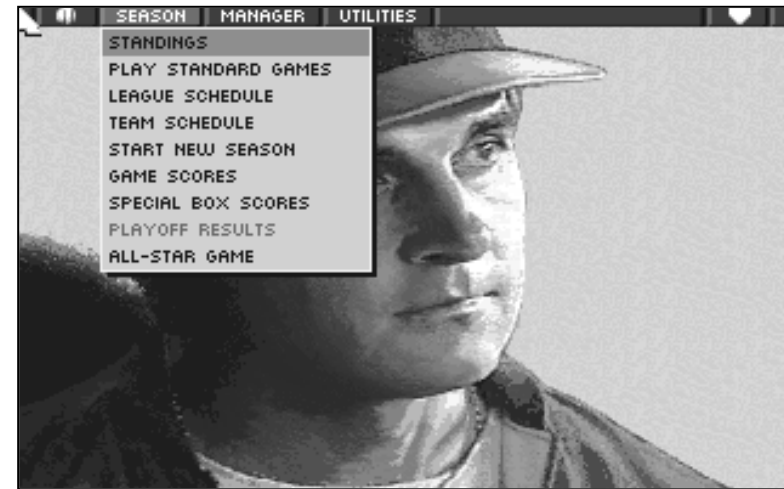 SEASON MANAGER UTILITIES
STANDINGS
PLAY STANDARD GAMES
LEAGUE SCHEDULE
TEAM SCHEDULE
START NEW SEASON
GAME SCORES
SPECIAL BOX SCORES
PLAYOFF RESULTS
ALL-STAR GAME